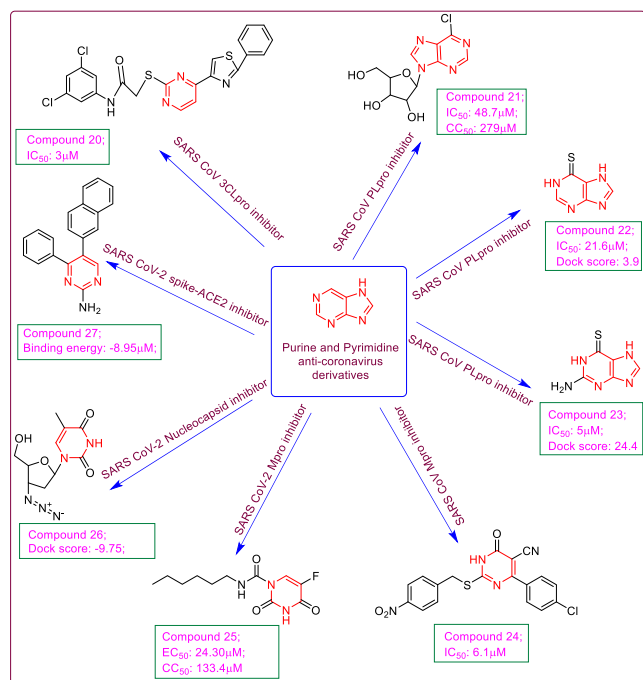 Cl
Cl
O
N
H
S
N
N
S
N
Compound 20;
IC50: 3µM
SARS CoV 3CLpro inhibitor
Cl
N
N
N
N
HO
O
HO
OH
Compound 21;
IC50: 48.7µM
CC50: 279µM
SARS CoV PLpro inhibitor
S
HN
N
H
N
N
Compound 22;
IC50: 21.6µM
Dock score: 3.9
SARS CoV PLpro inhibitor
N
N
NH2
Compound 27;
Binding energy: -8.95µM;
SARS CoV-2 spike-ACE2 inhibitor
N
N
H
N
N
Purine and Pyrimidine
anti-coronavirus
derivatives
S
HN
H2N
N
H
N
N
Compound 23;
IC50: 5µM
Dock score: 24.4
SARS CoV PLpro inhibitor
O
NH
N
O
HO
O
N
N+
N-
Compound 26;
Dock score: -9.75;
SARS CoV-2 Nucleocapsid inhibitor
O
N
H
N
F
O
N
H
O
Compound 25;
EC50: 24.30µM
CC50: 133.4µM
SARS CoV-2 Mpro inhibitor
O
HN
CN
S
N
O2N
Cl
Compound 24;
IC50: 6.1µM
SARS CoV Mpro inhibitor